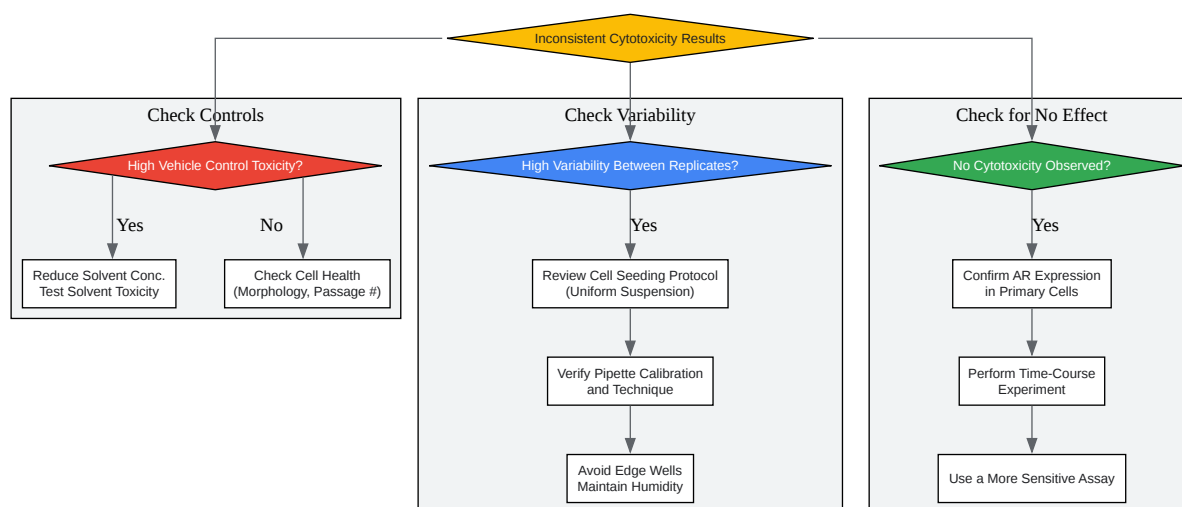 Inconsistent Cytotoxicity Results
Check Controls
High Vehicle Control Toxicity?
Yes
No
Reduce Solvent Conc.
Test Solvent Toxicity
Check Cell Health
(Morphology, Passage #)
Check Variability
High Variability Between Replicates?
Yes
Review Cell Seeding Protocol
(Uniform Suspension)
Verify Pipette Calibration
and Technique
Avoid Edge Wells
Maintain Humidity
Check for No Effect
No Cytotoxicity Observed?
Yes
Confirm AR Expression
in Primary Cells
Perform Time-Course
Experiment
Use a More Sensitive Assay